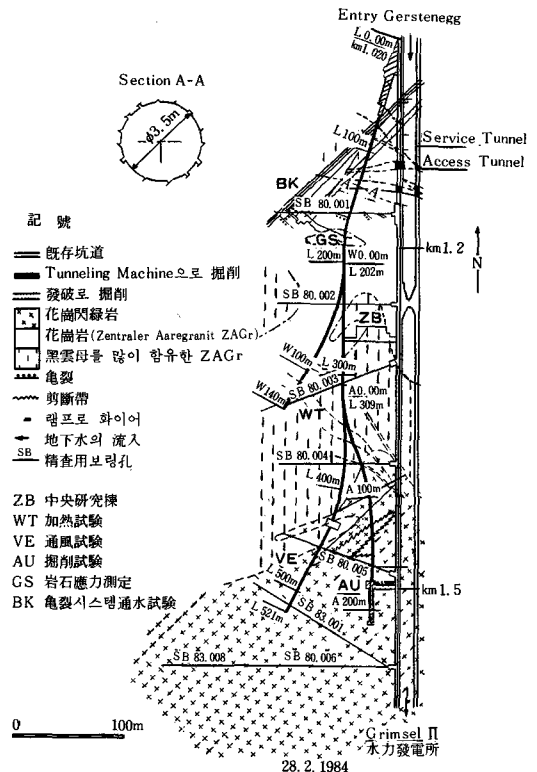 Entry Gerstenegg
L 0.00m
km1.020
Section A-A
φ3.5m
L 100m
Service Tunnel
Access Tunnel
BK
A
A
SB 80.001
GS
L 200m
W0.00m
L 202m
km1.2
N
SB 80.002
ZB
W100m
L 300m
SB 80.003
A0.00m
L 309m
W140m
WT
SB 80.004
L 400m
A 100m
VE
SB 80.005
L 500m
AU
A 200m
km1.5
L 521m
SB 83.001
SB 83.008
SB 80.006
記 號
既存坑道
Tunneling Machine으로 掘削
發破로 掘削
花崗閃緑岩
花崗岩(Zentraler Aaregranit ZAGr)
黑雲母를 많이 함유한 ZAGr
亀裂
剪斷帶
램프로 화이어
地下水의 流入
SB 精査用보링孔
ZB 中央硏究棟
WT 加熱試驗
VE 通風試驗
AU 掘削試驗
GS 岩石應力測定
BK 亀裂시스템通水試驗
0 100m
Grimsel Ⅱ
水力發電所
28.2.1984